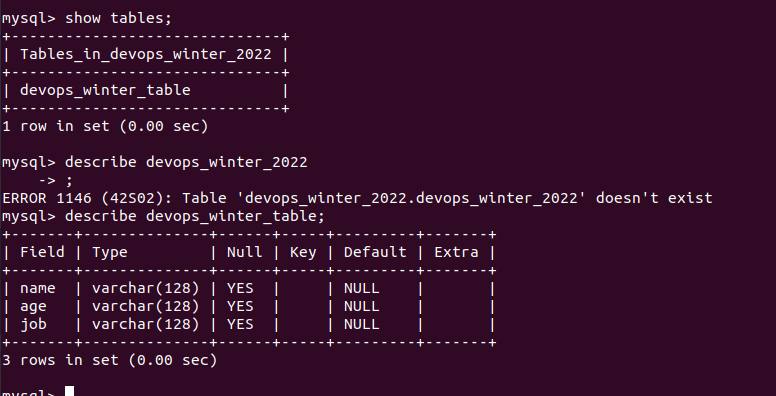 mysql> show tables;
+------------------------------+
| Tables_in_devops_winter_2022 |
+------------------------------+
| devops_winter_table          |
+------------------------------+
1 row in set (0.00 sec)
mysql> describe devops_winter_2022
    -> ;
ERROR 1146 (42S02): Table 'devops_winter_2022.devops_winter_2022' doesn't exist
mysql> describe devops_winter_table;
+-------+--------------+------+-----+---------+-------+
| Field | Type         | Null | Key | Default | Extra |
+-------+--------------+------+-----+---------+-------+
| name  | varchar(128) | YES  |     | NULL    |       |
| age   | varchar(128) | YES  |     | NULL    |       |
| job   | varchar(128) | YES  |     | NULL    |       |
+-------+--------------+------+-----+---------+-------+
3 rows in set (0.00 sec)
mysql>